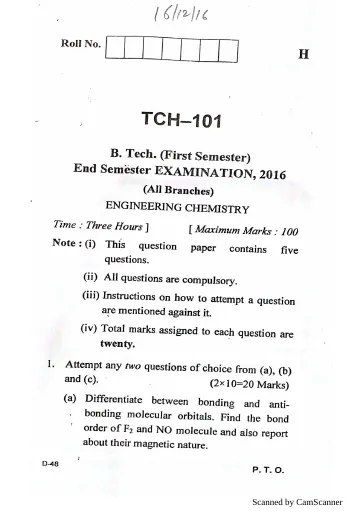 16/12/16
Roll No.
H
TCH–101
B. Tech. (First Semester)
End Semester EXAMINATION, 2016
(All Branches)
ENGINEERING CHEMISTRY
Time : Three Hours ] [ Maximum Marks : 100
Note : (i) This question paper contains five
questions.
(ii) All questions are compulsory.
(iii) Instructions on how to attempt a question
are mentioned against it.
(iv) Total marks assigned to each question are
twenty.
1. Attempt any two questions of choice from (a), (b)
and (c). (2×10=20 Marks)
(a) Differentiate between bonding and anti-
bonding molecular orbitals. Find the bond
order of F₂ and NO molecule and also report
about their magnetic nature.
D-48 P. T. O.
Scanned by CamScanner